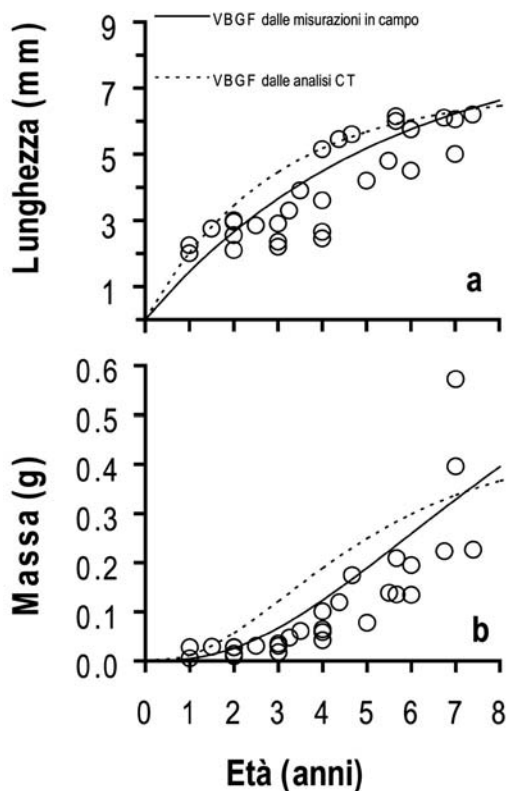 VBGF dalle misurazioni in campo
VBGF dalle analisi CT
Lunghezza (mm)
9
7
5
3
1
a
Massa (g)
0.6
0.5
0.4
0.3
0.2
0.1
0.0
b
0 1 2 3 4 5 6 7 8
Età (anni)